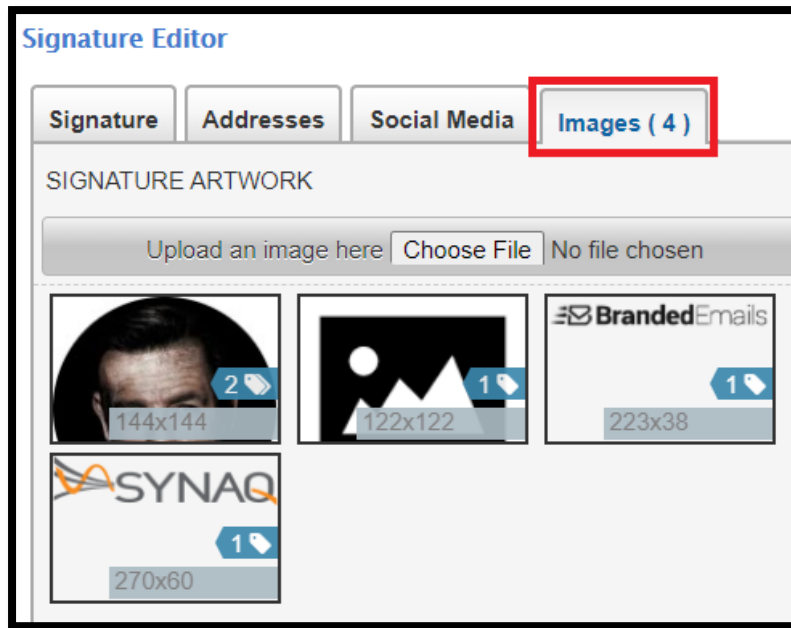 Signature Editor
Signature Addresses Social Media Images ( 4 )
SIGNATURE ARTWORK
Upload an image here Choose File No file chosen
BrandedEmails
2 1 1
144x144 122x122 223x38
SYNAQ
1
270x60